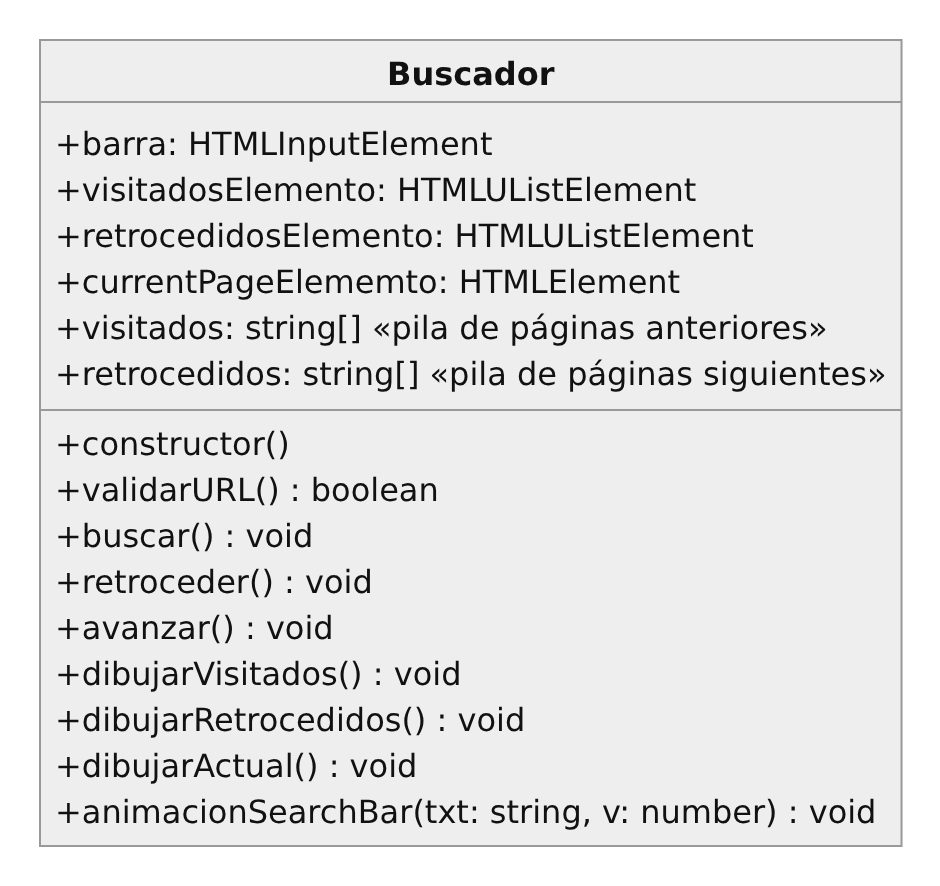 Buscador
+barra: HTMLInputElement
+visitadosElemento: HTMLUListElement
+retrocedidosElemento: HTMLUListElement
+currentPageElememto: HTMLElement
+visitados: string[] «pila de páginas anteriores»
+retrocedidos: string[] «pila de páginas siguientes»
+constructor()
+validarURL() : boolean
+buscar() : void
+retroceder() : void
+avanzar() : void
+dibujarVisitados() : void
+dibujarRetrocedidos() : void
+dibujarActual() : void
+animacionSearchBar(txt: string, v: number) : void